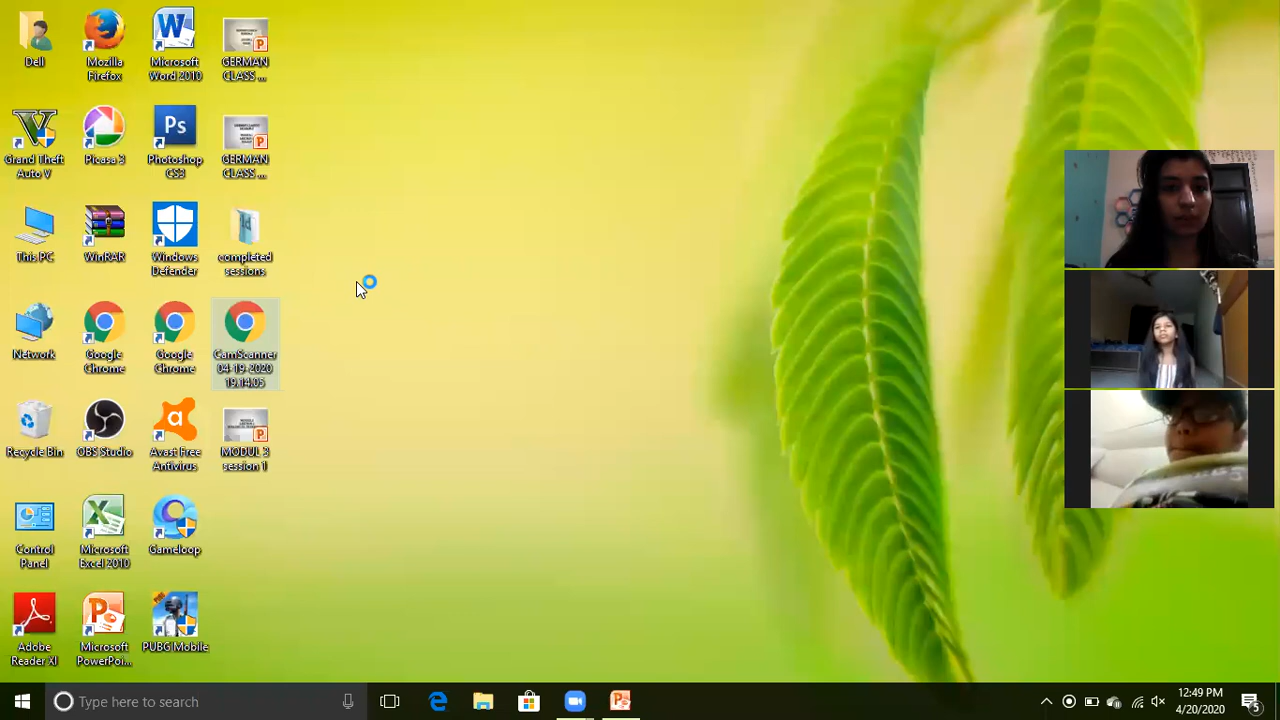 Dell
Mozilla
Firefox
Microsoft
Word 2010
GERMAN
CLASS ...
Grand Theft
Auto V
Picasa 3
Ps
Photoshop
CS3
GERMAN
CLASS ...
This PC
WinRAR
Windows
Defender
completed
sessions
Network
Google
Chrome
Google
Chrome
CamScanner
04-19-2020
19.14.05
Recycle Bin
OBS Studio
Avast Free
Antivirus
MODUL 3
session 1
Control
Panel
Microsoft
Excel 2010
Gameloop
Adobe
Reader XI
Microsoft
PowerPoi...
PUBG Mobile
Type here to search
12:49 PM
4/20/2020
5